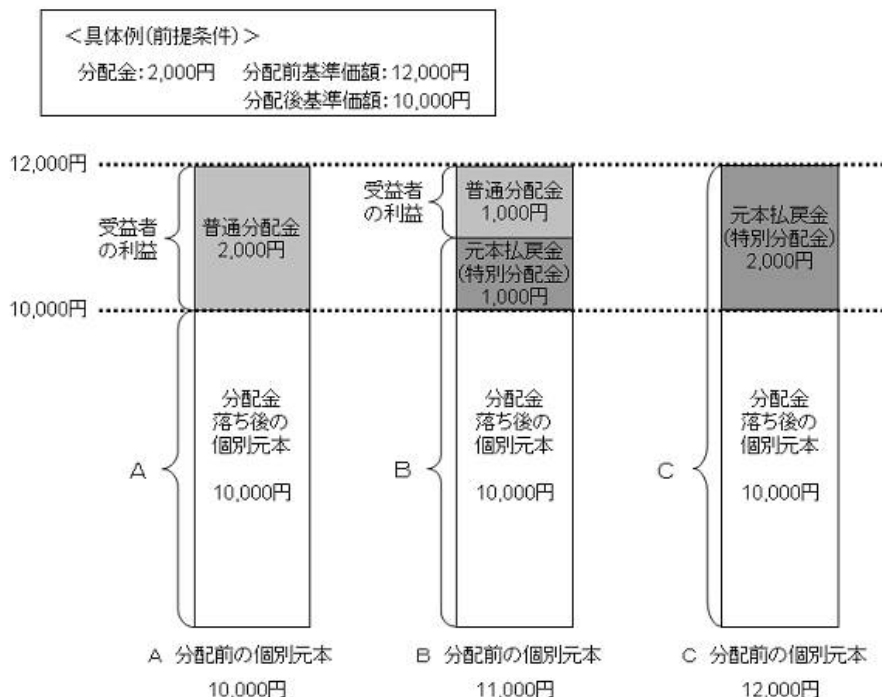 <具体例(前提条件)>
分配金:2,000円 分配前基準価額:12,000円
分配後基準価額:10,000円
12,000円
10,000円
受益者
の利益
普通分配金
2,000円
分配金
落ち後の
個別元本
10,000円
A
A 分配前の個別元本
10,000円
受益者
の利益
普通分配金
1,000円
元本払戻金
(特別分配金)
1,000円
分配金
落ち後の
個別元本
10,000円
B
B 分配前の個別元本
11,000円
元本払戻金
(特別分配金)
2,000円
分配金
落ち後の
個別元本
10,000円
C
C 分配前の個別元本
12,000円